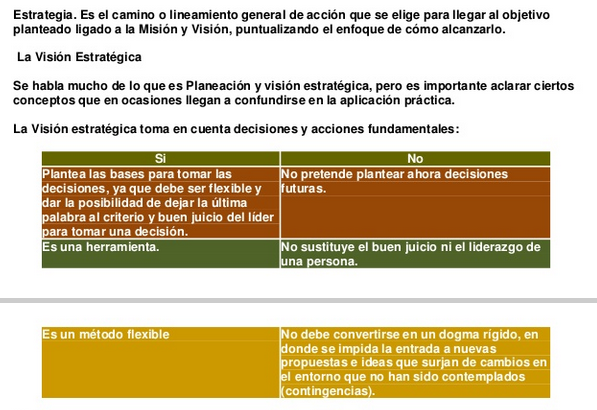 Estrategia. Es el camino o lineamiento general de acción que se elige para llegar al objetivo
planteado ligado a la Misión y Visión, puntualizando el enfoque de cómo alcanzarlo.
La Visión Estratégica
Se habla mucho de lo que es Planeación y visión estratégica, pero es importante aclarar ciertos
conceptos que en ocasiones llegan a confundirse en la aplicación práctica.
La Visión estratégica toma en cuenta decisiones y acciones fundamentales:
Si
No
Plantea las bases para tomar las
decisiones, ya que debe ser flexible y
dar la posibilidad de dejar la última
palabra al criterio y buen juicio del líder
para tomar una decisión.
No pretende plantear ahora decisiones
futuras.
Es una herramienta.
No sustituye el buen juicio ni el liderazgo de
una persona.
Es un método flexible
No debe convertirse en un dogma rígido, en
donde se impida la entrada a nuevas
propuestas e ideas que surjan de cambios en
el entorno que no han sido contemplados
(contingencias).